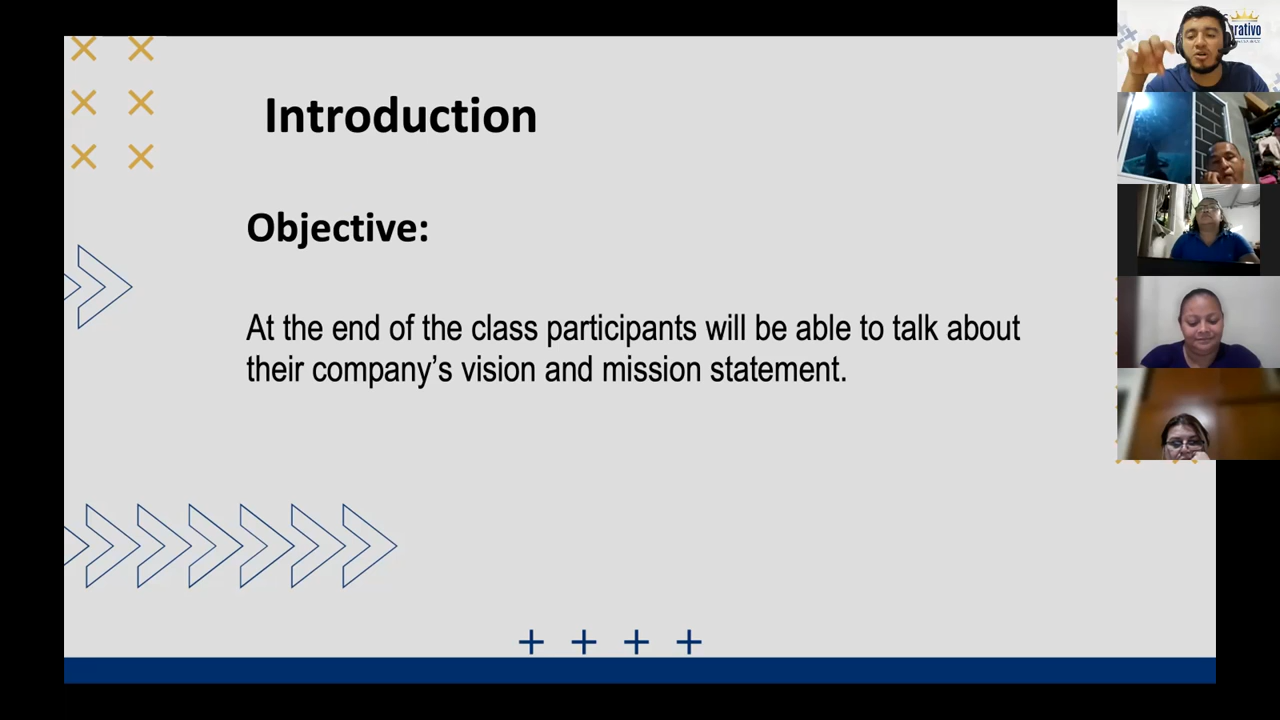 Introduction
Objective:
At the end of the class participants will be able to talk about
their company’s vision and mission statement.